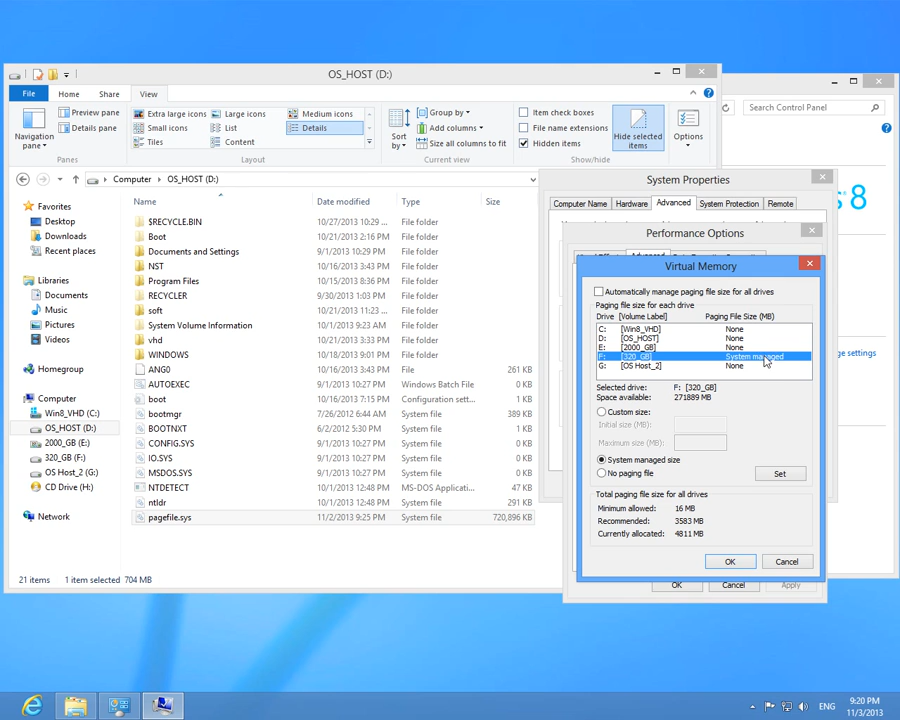 OS_HOST (D:)
File
Home
Share
View
Navigation pane
Preview pane
Details pane
Panes
Extra large icons
Large icons
Medium icons
Small icons
List
Details
Tiles
Content
Layout
Sort by
Group by
Add columns
Size all columns to fit
Current view
Item check boxes
File name extensions
Hidden items
Hide selected items
Options
Show/hide
Computer
OS_HOST (D:)
Search Control Panel
Name
Date modified
Type
Size
Favorites
Desktop
Downloads
Recent places
Libraries
Documents
Music
Pictures
Videos
Homegroup
Computer
Win8_VHD (C:)
OS_HOST (D:)
2000_GB (E:)
320_GB (F:)
OS Host_2 (G:)
CD Drive (H:)
Network
$RECYCLE.BIN 10/27/2013 10:29 ... File folder
Boot 10/21/2013 2:16 PM File folder
Documents and Settings 9/1/2013 10:29 PM File folder
NST 10/16/2013 3:43 PM File folder
Program Files 10/15/2013 8:36 PM File folder
RECYCLER 9/30/2013 1:03 PM File folder
soft 10/21/2013 11:23 ... File folder
System Volume Information 10/1/2013 9:23 AM File folder
vhd 10/21/2013 3:39 PM File folder
WINDOWS 10/18/2013 9:01 PM File folder
ANG0 10/16/2013 3:43 PM File 261 KB
AUTOEXEC 9/1/2013 10:27 PM Windows Batch File 0 KB
boot 10/1/2013 9:07 PM Configuration sett... 0 KB
bootmgr 7/26/2012 6:44 AM System file 389 KB
BOOTNXT 6/2/2012 5:30 PM System file 1 KB
CONFIG.SYS 9/1/2013 10:27 PM System file 0 KB
IO.SYS 9/1/2013 10:27 PM System file 0 KB
MSDOS.SYS 9/1/2013 10:27 PM System file 0 KB
NTDETECT 10/1/2013 12:48 PM MS-DOS Applicati... 47 KB
ntldr 10/1/2013 12:48 PM System file 291 KB
pagefile.sys 11/2/2013 9:25 PM System file 720,896 KB
21 items 1 item selected 704 MB
System Properties
Computer Name
Hardware
Advanced
System Protection
Remote
8
ge settings
Performance Options
Virtual Memory
Automatically manage paging file size for all drives
Paging file size for each drive
Drive [Volume Label] Paging File Size (MB)
C: [Win8_VHD] None
D: [OS_HOST] None
E: [2000_GB] None
F: [320_GB] System managed
G: [OS Host_2] None
Selected drive: F: [320_GB]
Space available: 271889 MB
Custom size:
Initial size (MB):
Maximum size (MB):
System managed size
No paging file
Set
Total paging file size for all drives
Minimum allowed: 16 MB
Recommended: 3583 MB
Currently allocated: 4811 MB
OK
Cancel
OK
Cancel
Apply
ENG
9:20 PM
11/3/2013